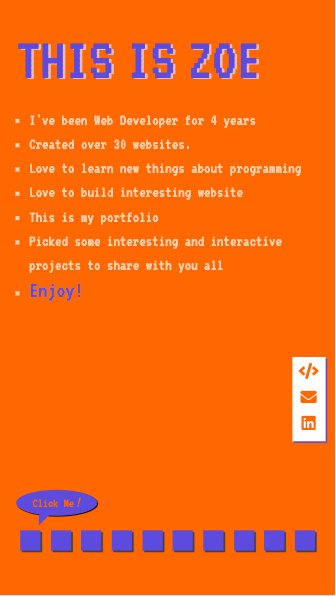 THIS IS ZOE
I've been Web Developer for 4 years
Created over 30 websites.
Love to learn new things about programming
Love to build interesting website
This is my portfolio
Picked some interesting and interactive
projects to share with you all
Enjoy!
Click Me!